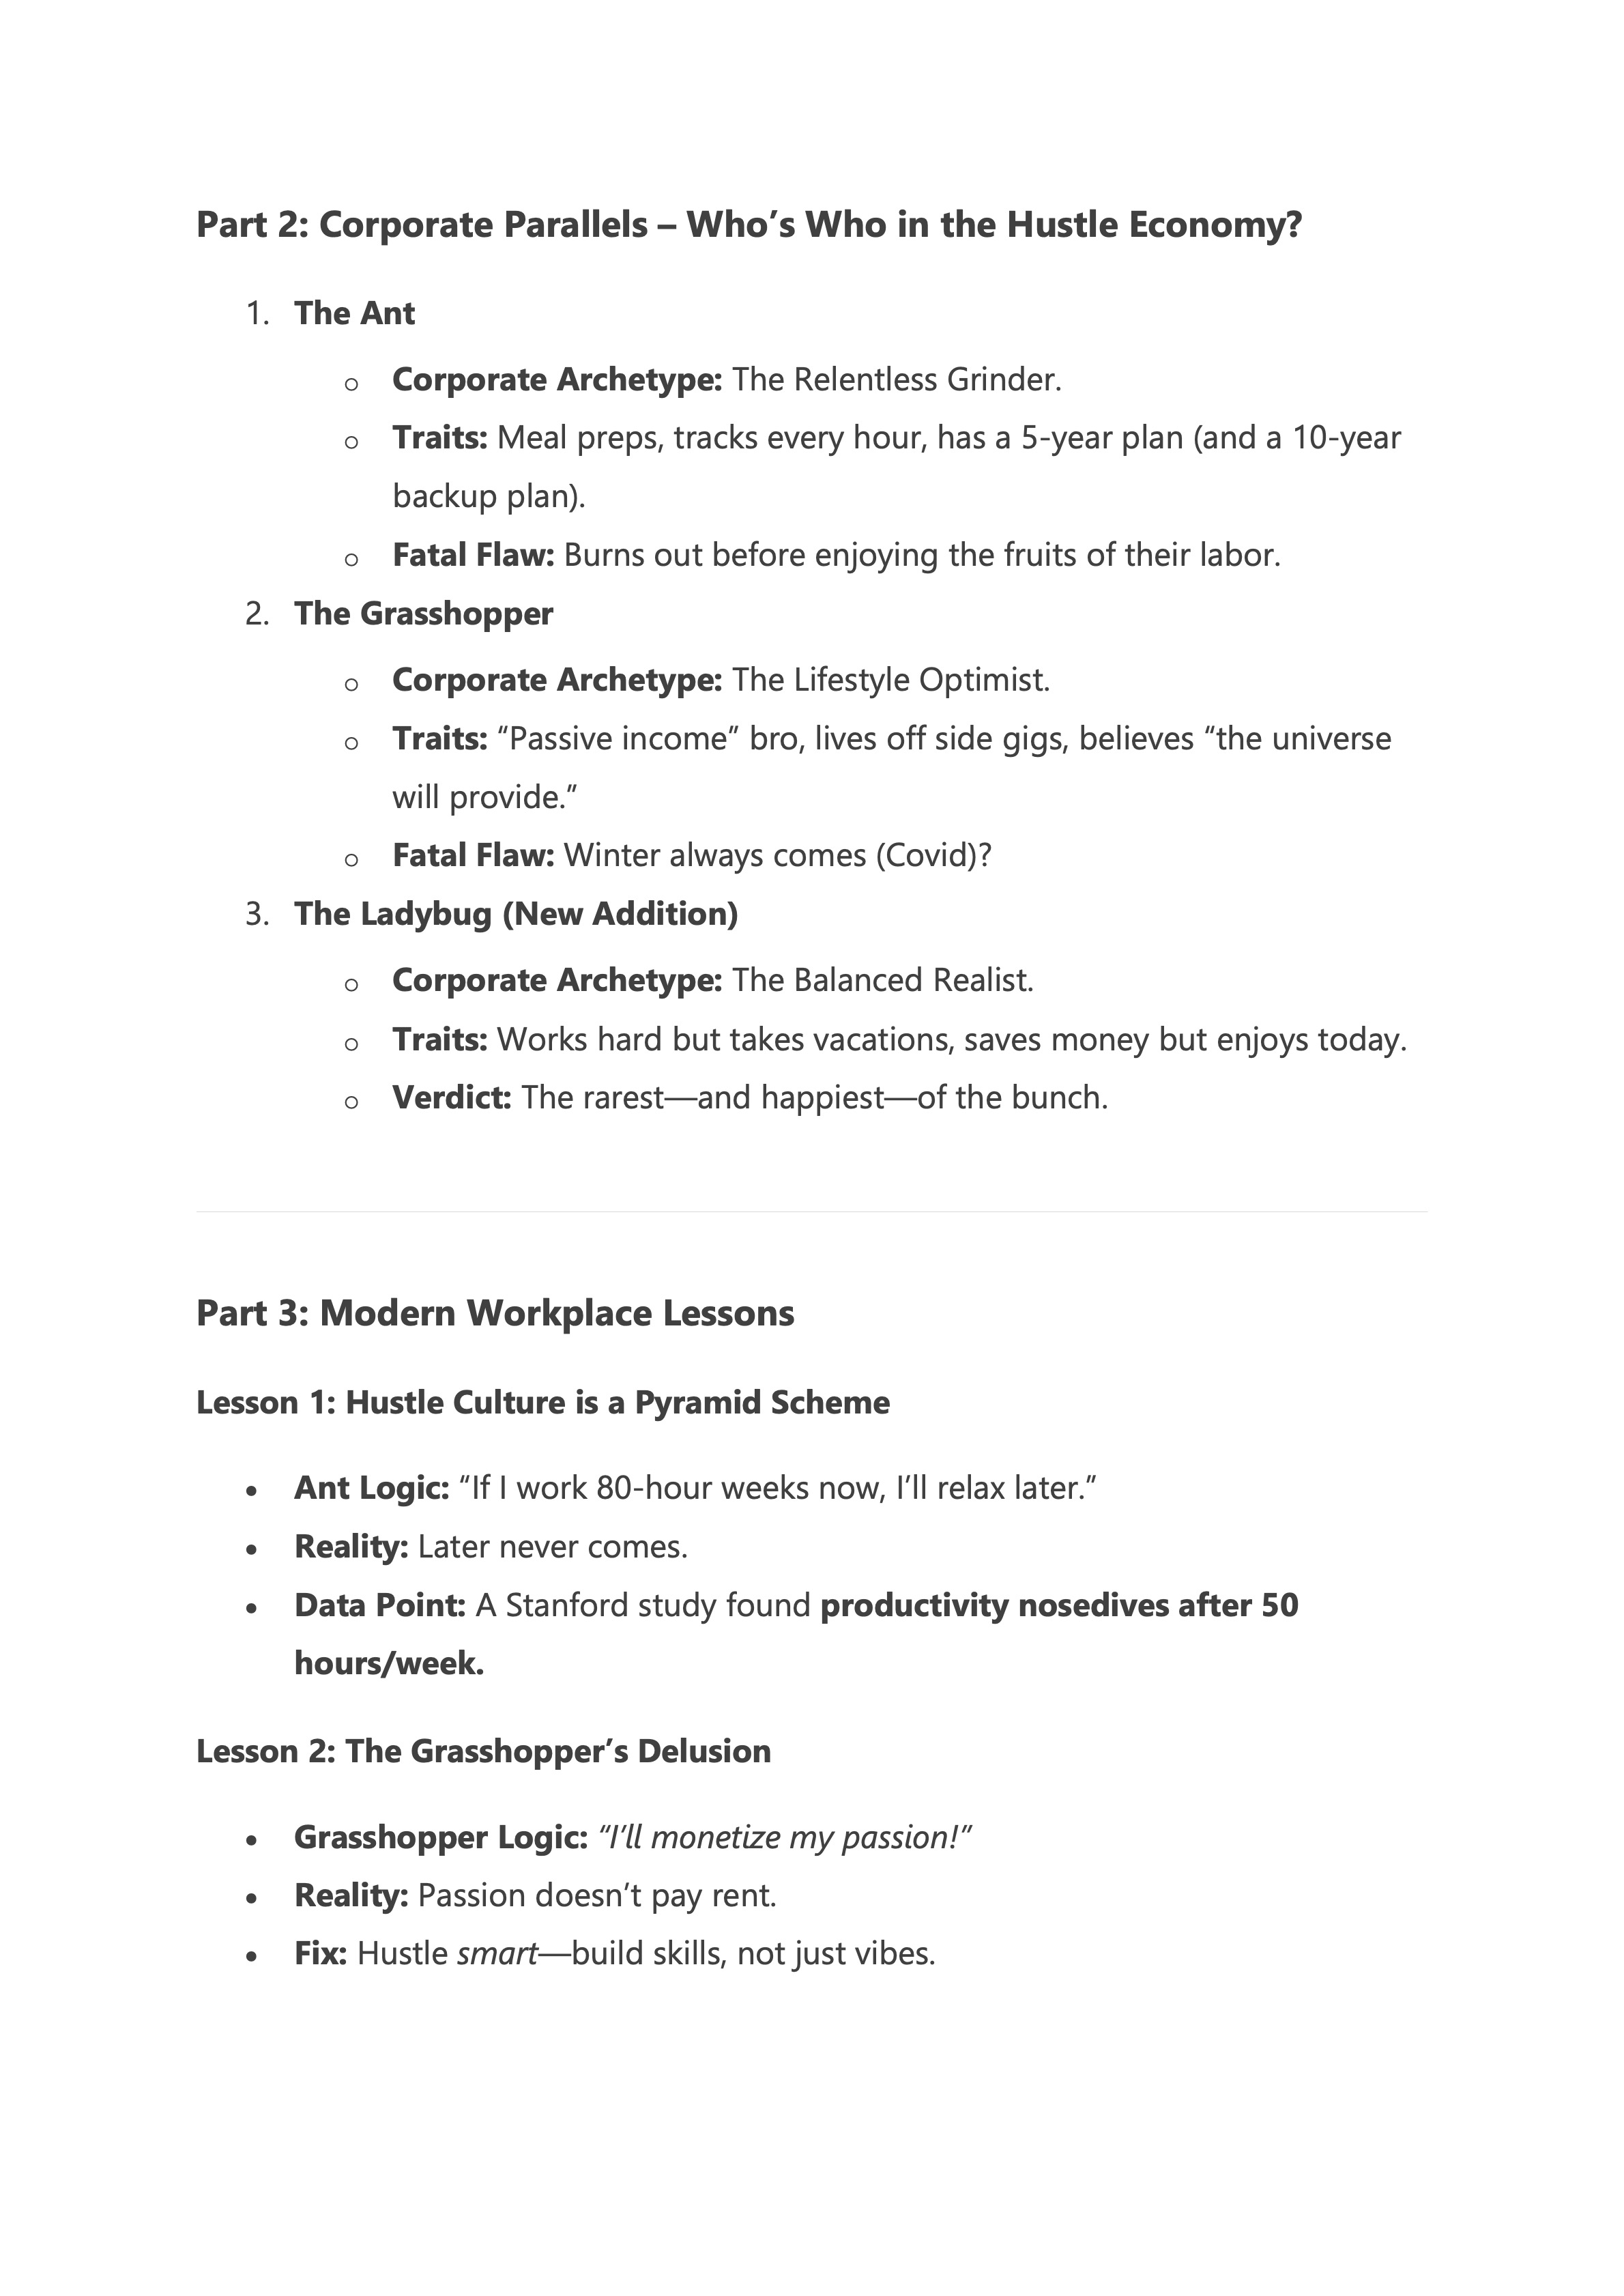 Part 2: Corporate Parallels – Who’s Who in the Hustle Economy?
1. The Ant
o Corporate Archetype: The Relentless Grinder.
o Traits: Meal preps, tracks every hour, has a 5-year plan (and a 10-year
backup plan).
o Fatal Flaw: Burns out before enjoying the fruits of their labor.
2. The Grasshopper
o Corporate Archetype: The Lifestyle Optimist.
o Traits: “Passive income” bro, lives off side gigs, believes “the universe
will provide.”
o Fatal Flaw: Winter always comes (Covid)?
3. The Ladybug (New Addition)
o Corporate Archetype: The Balanced Realist.
o Traits: Works hard but takes vacations, saves money but enjoys today.
o Verdict: The rarest—and happiest—of the bunch.
Part 3: Modern Workplace Lessons
Lesson 1: Hustle Culture is a Pyramid Scheme
• Ant Logic: “If I work 80-hour weeks now, I’ll relax later.”
• Reality: Later never comes.
• Data Point: A Stanford study found productivity nosedives after 50
hours/week.
Lesson 2: The Grasshopper’s Delusion
• Grasshopper Logic: “I’ll monetize my passion!”
• Reality: Passion doesn’t pay rent.
• Fix: Hustle smart—build skills, not just vibes.